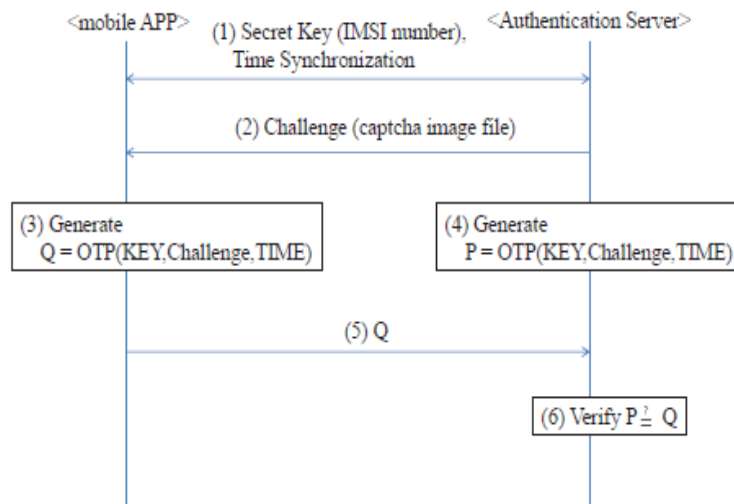 <mobile APP>
<Authentication Server>
(1) Secret Key (IMSI number),
Time Synchronization
(2) Challenge (captcha image file)
(3) Generate
Q = OTP(KEY,Challenge,TIME)
(4) Generate
P = OTP(KEY,Challenge,TIME)
(5) Q
(6) Verify P ≟ Q